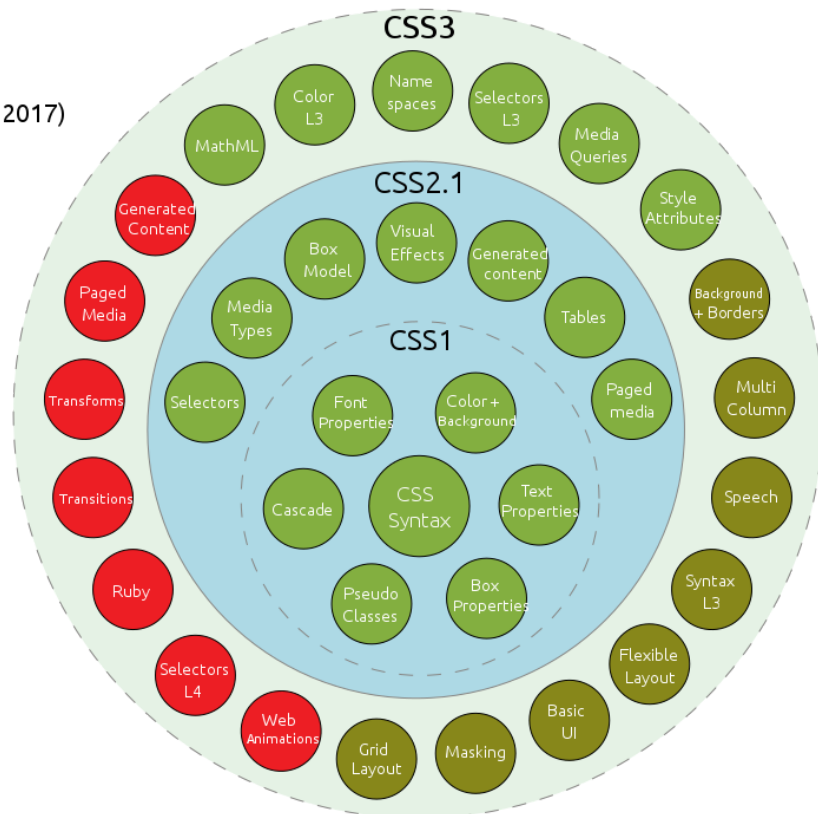 CSS3
2017)
Name
spaces
Color
L3
Selectors
L3
MathML
Media
Queries
Generated
Content
Style
Attributes
Paged
Media
Background
+ Borders
Transforms
Multi
Column
Transitions
Speech
Ruby
Syntax
L3
Selectors
L4
Flexible
Layout
Web
Animations
Basic
UI
Grid
Layout
Masking
CSS2.1
Visual
Effects
Box
Model
Generated
content
Media
Types
Tables
Selectors
Paged
media
CSS1
Font
Properties
Color +
Background
Cascade
CSS
Syntax
Text
Properties
Pseudo
Classes
Box
Properties